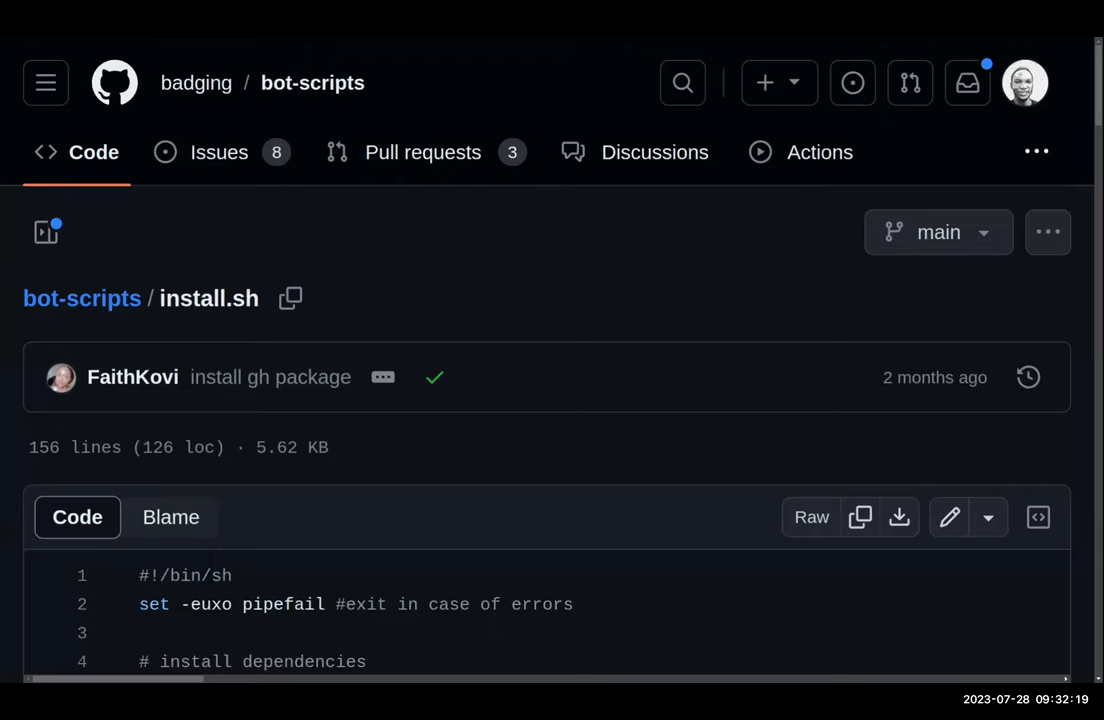 badging / bot-scripts
Code Issues 8 Pull requests 3 Discussions Actions
main
bot-scripts / install.sh
FaithKovi install gh package 2 months ago
156 lines (126 loc) · 5.62 KB
Code Blame Raw
1 #!/bin/sh
2 set -euxo pipefail #exit in case of errors
3
4 # install dependencies
2023-07-28 09:32:19